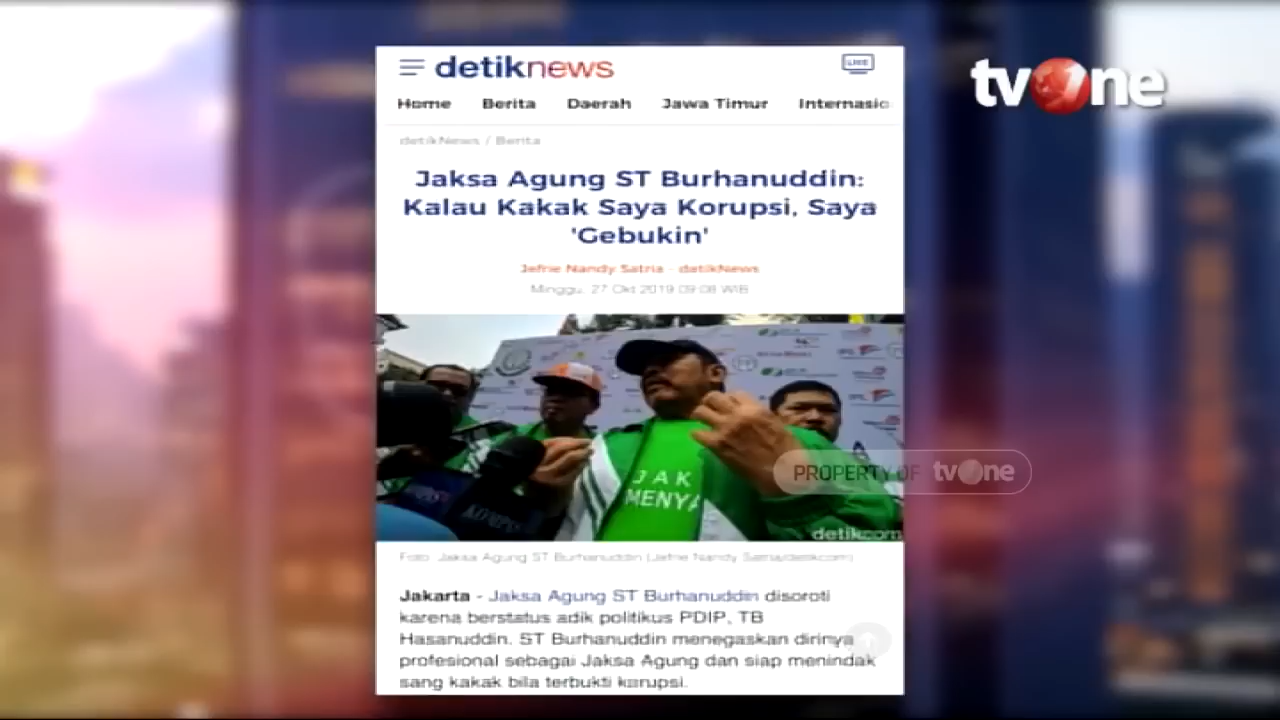 detiknews
LIVE
tvOne
Home Berita Daerah Jawa Timur Internasio
detikNews / Berita
Jaksa Agung ST Burhanuddin:
Kalau Kakak Saya Korupsi, Saya
'Gebukin'
Jefrie Nandy Satria - detikNews
Minggu, 27 Okt 2019 09:08 WIB
JAK
MENYA
KOMPAS
PROPERTY OF tvOne
detikcom
Foto: Jaksa Agung ST Burhanuddin (Jefrie Nandy Satria/detikcom)
Jakarta - Jaksa Agung ST Burhanuddin disoroti
karena berstatus adik politikus PDIP, TB
Hasanuddin. ST Burhanuddin menegaskan dirinya
profesional sebagai Jaksa Agung dan siap menindak
sang kakak bila terbukti korupsi.